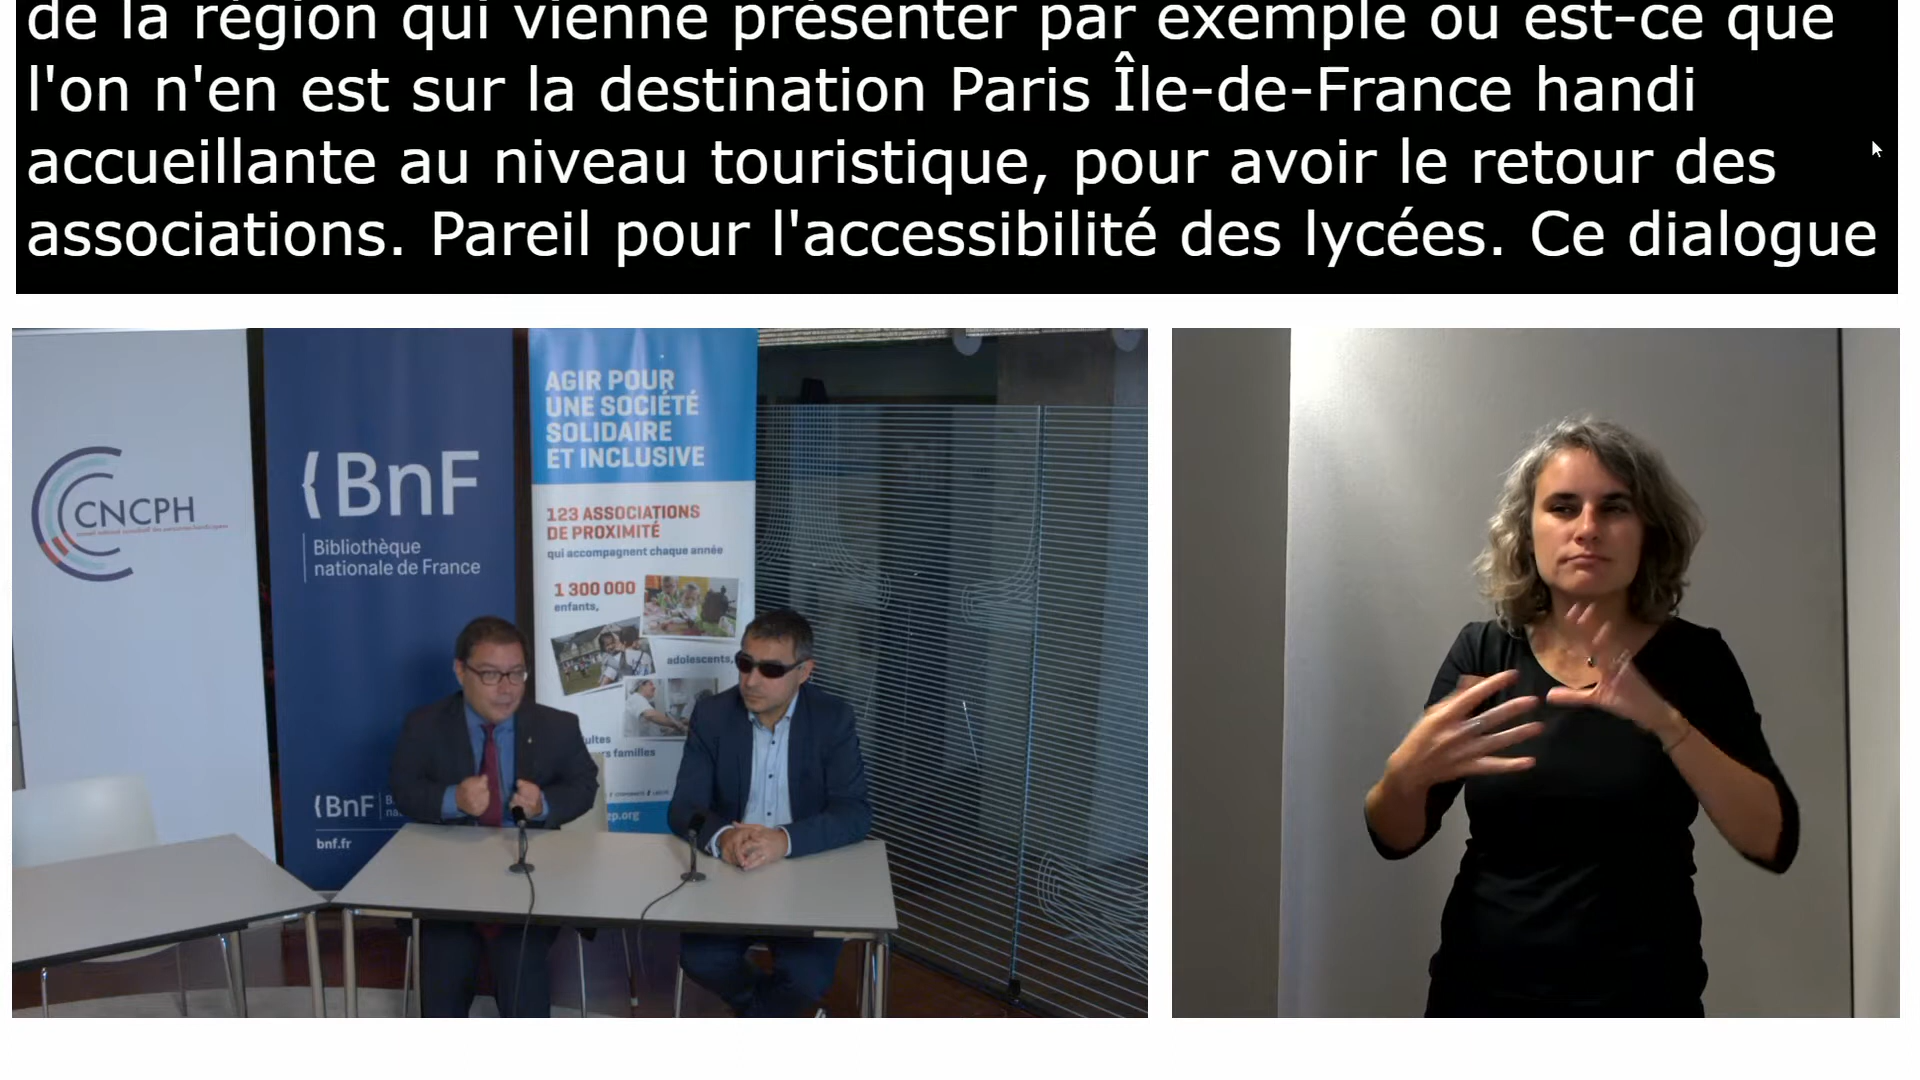 de la région qui vienne présenter par exemple ou est-ce que
l'on n'en est sur la destination Paris Île-de-France handi
accueillante au niveau touristique, pour avoir le retour des
associations. Pareil pour l'accessibilité des lycées. Ce dialogue
CNCPH
{BnF
Bibliothèque
nationale de France
{BnF
bnf.fr
AGIR POUR
UNE SOCIÉTÉ
SOLIDAIRE
ET INCLUSIVE
123 ASSOCIATIONS
DE PROXIMITÉ
qui accompagnent chaque année
1 300 000
enfants,
adolescents,
familles
ep.org